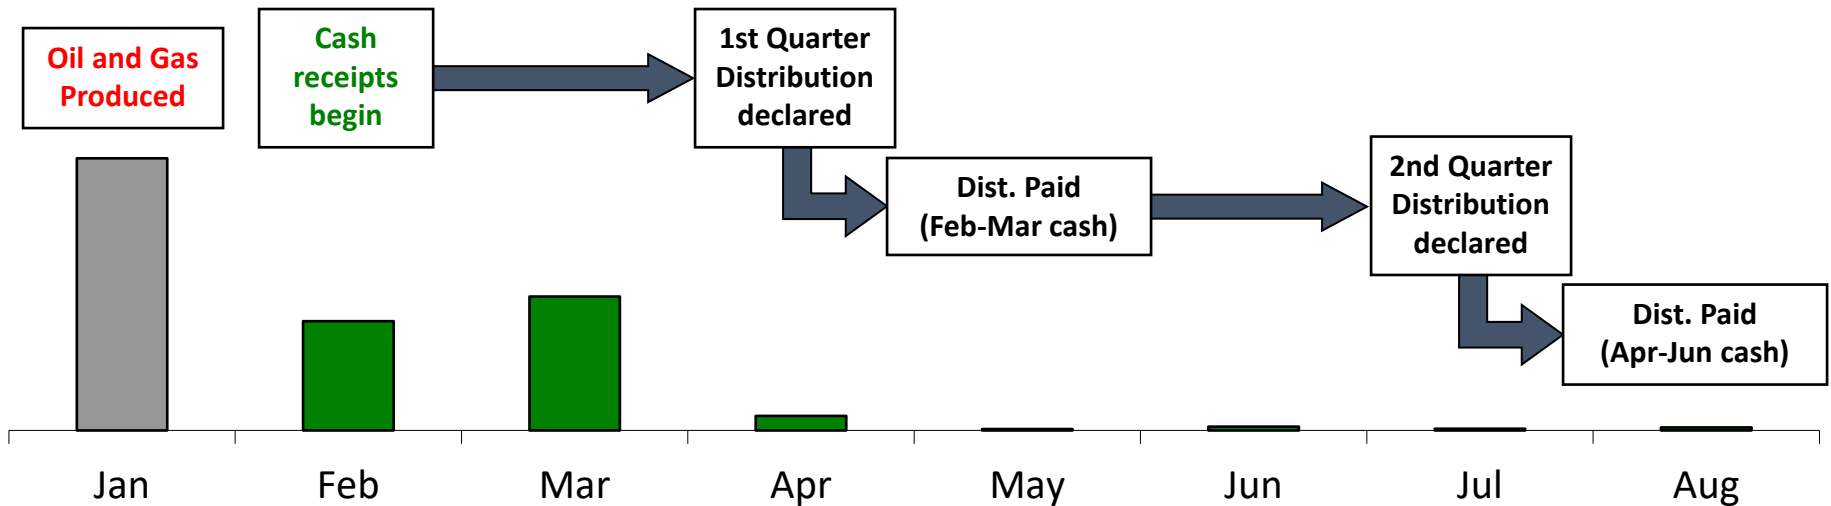 Oil and Gas
Produced
Cash
receipts
begin
1st Quarter
Distribution
declared
Dist. Paid
(Feb-Mar cash)
2nd Quarter
Distribution
declared
Dist. Paid
(Apr-Jun cash)
Jan
Feb
Mar
Apr
May
Jun
Jul
Aug